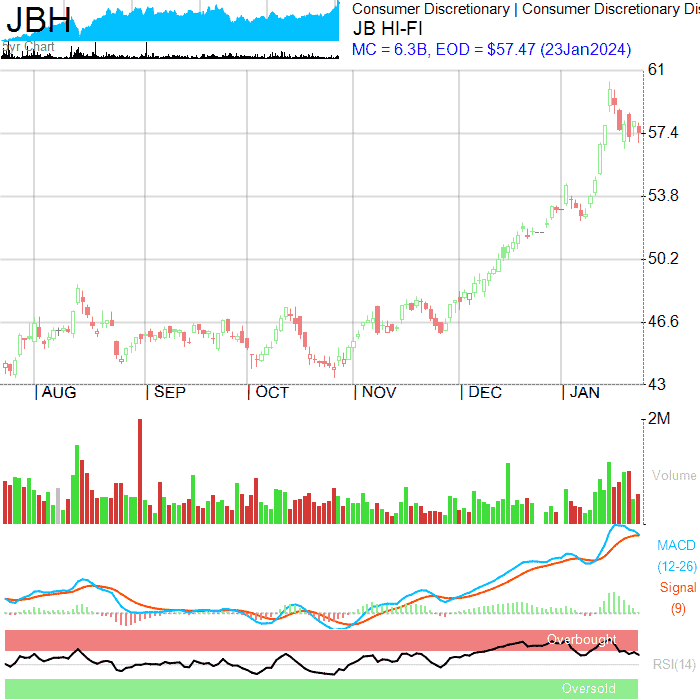 JBH
5yr Chart
Consumer Discretionary | Consumer Discretionary Dis
JB HI-FI
MC = 6.3B, EOD = $57.47 (23Jan2024)
61
57.4
53.8
50.2
46.6
43
AUG
SEP
OCT
NOV
DEC
JAN
2M
Volume
MACD
(12-26)
Signal
(9)
Overbought
RSI(14)
Oversold